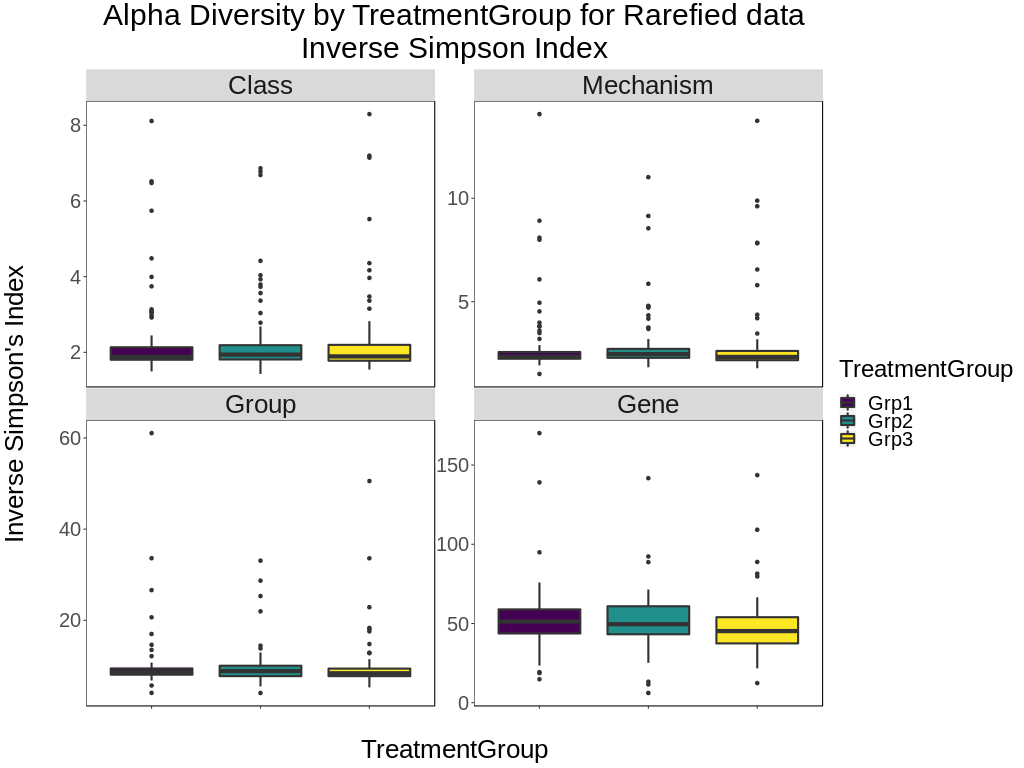 Alpha Diversity by TreatmentGroup for Rarefied data
Inverse Simpson Index
Class
Mechanism
8
6
4
2
10
5
Group
Gene
60
40
20
150
100
50
0
Inverse Simpson's Index
TreatmentGroup
TreatmentGroup
Grp1
Grp2
Grp3